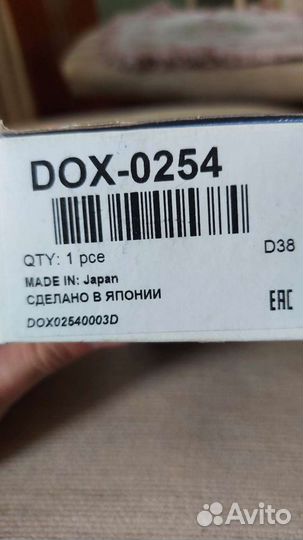 DOX-0254
QTY: 1 pce
D38
MADE IN: Japan
СДЕЛАНО В ЯПОНИИ
EAC
DOX02540003D
Avito